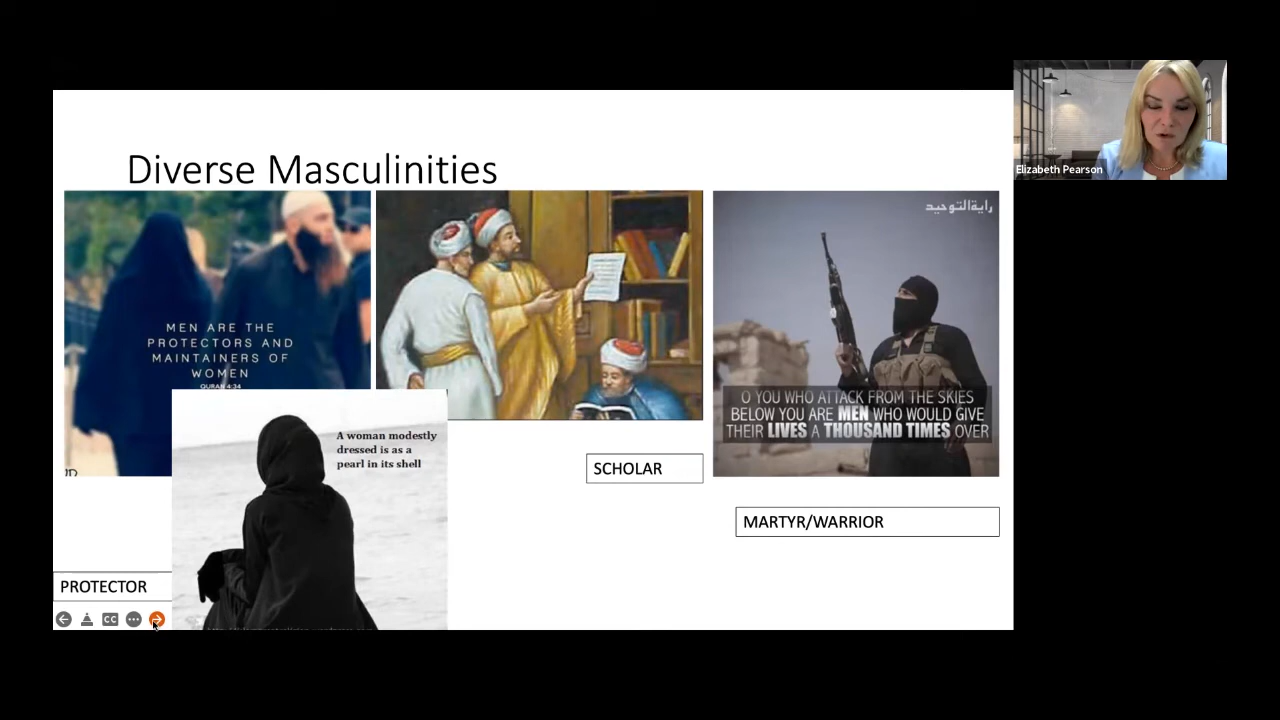 Diverse Masculinities
Elizabeth Pearson
MEN ARE THE
PROTECTORS AND
MAINTAINERS OF
WOMEN
QURAN 4:34
راية التوحيد
O YOU WHO ATTACK FROM THE SKIES
BELOW YOU ARE MEN WHO WOULD GIVE
THEIR LIVES A THOUSAND TIMES OVER
A woman modestly
dressed is as a
pearl in its shell
SCHOLAR
MARTYR/WARRIOR
PROTECTOR
CC